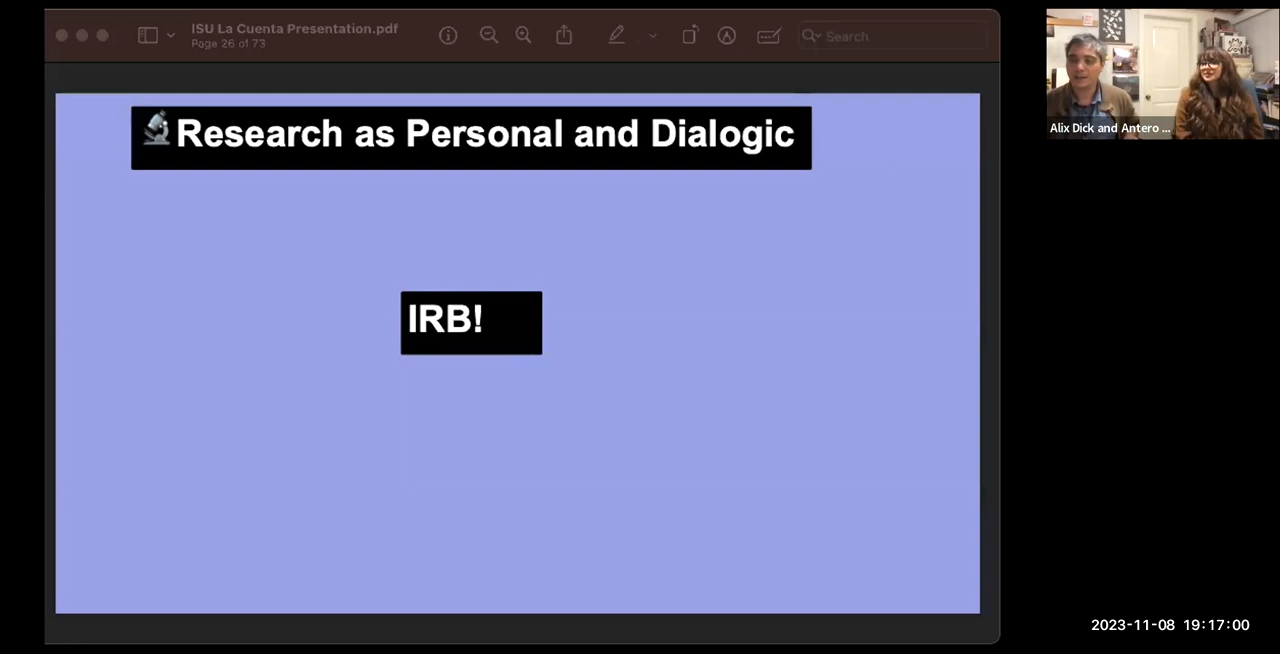 ISU La Cuenta Presentation.pdf
Page 26 of 73
Search
Research as Personal and Dialogic
IRB!
Alix Dick and Antero ...
2023-11-08 19:17:00